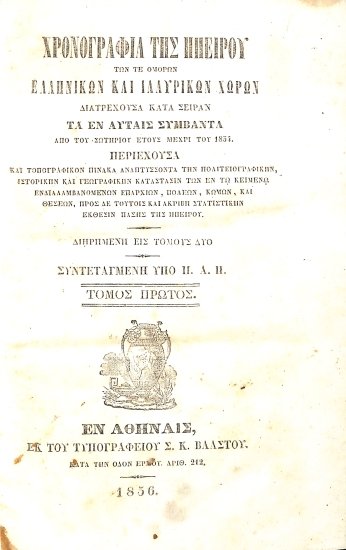 ΧΡΟΝΟΓΡΑΦΙΑ ΤΗΣ ΗΠΕΙΡΟΥ
ΤΩΝ ΤΕ ΟΜΟΡΩΝ
ΕΛΛΗΝΙΚΩΝ ΚΑΙ ΙΛΛΥΡΙΚΩΝ ΧΩΡΩΝ
ΔΙΑΤΡΕΧΟΥΣΑ ΚΑΤΑ ΣΕΙΡΑΝ
ΤΑ ΕΝ ΑΥΤΑΙΣ ΣΥΜΒΑΝΤΑ
ΑΠΟ ΤΟΥ ΣΩΤΗΡΙΟΥ ΕΤΟΥΣ ΜΕΧΡΙ ΤΟΥ 1854.
ΠΕΡΙΕΧΟΥΣΑ
ΚΑΙ ΤΟΠΟΓΡΑΦΙΚΟΝ ΠΙΝΑΚΑ ΑΝΑΠΤΥΣΣΟΝΤΑ ΤΗΝ ΠΟΛΙΤΕΙΟΓΡΑΦΙΚΗΝ,
ΙΣΤΟΡΙΚΗΝ ΚΑΙ ΓΕΩΓΡΑΦΙΚΗΝ ΚΑΤΑΣΤΑΣΙΝ ΤΩΝ ΕΝ ΤΩ ΚΕΙΜΕΝΩ
ΕΝΔΙΑΛΑΜΒΑΝΟΜΕΝΩΝ ΕΠΑΡΧΙΩΝ, ΠΟΛΕΩΝ, ΚΩΜΩΝ, ΚΑΙ
ΘΕΣΕΩΝ, ΠΡΟΣ ΔΕ ΤΟΥΤΟΙΣ ΚΑΙ ΑΚΡΙΒΗ ΣΤΑΤΙΣΤΙΚΗΝ
ΕΚΘΕΣΙΝ ΠΑΣΗΣ ΤΗΣ ΗΠΕΙΡΟΥ.
ΔΙΗΡΗΜΕΝΗ ΕΙΣ ΤΟΜΟΥΣ ΔΥΟ
ΣΥΝΤΕΤΑΓΜΕΝΗ ΥΠΟ Π. Α. Π.
ΤΟΜΟΣ ΠΡΩΤΟΣ.
ΕΝ ΑΘΗΝΑΙΣ,
ΕΚ ΤΟΥ ΤΥΠΟΓΡΑΦΕΙΟΥ Σ. Κ. ΒΛΑΣΤΟΥ.
ΚΑΤΑ ΤΗΝ ΟΔΟΝ ΕΡΜΟΥ. ΑΡΙΘ. 212.
1856.